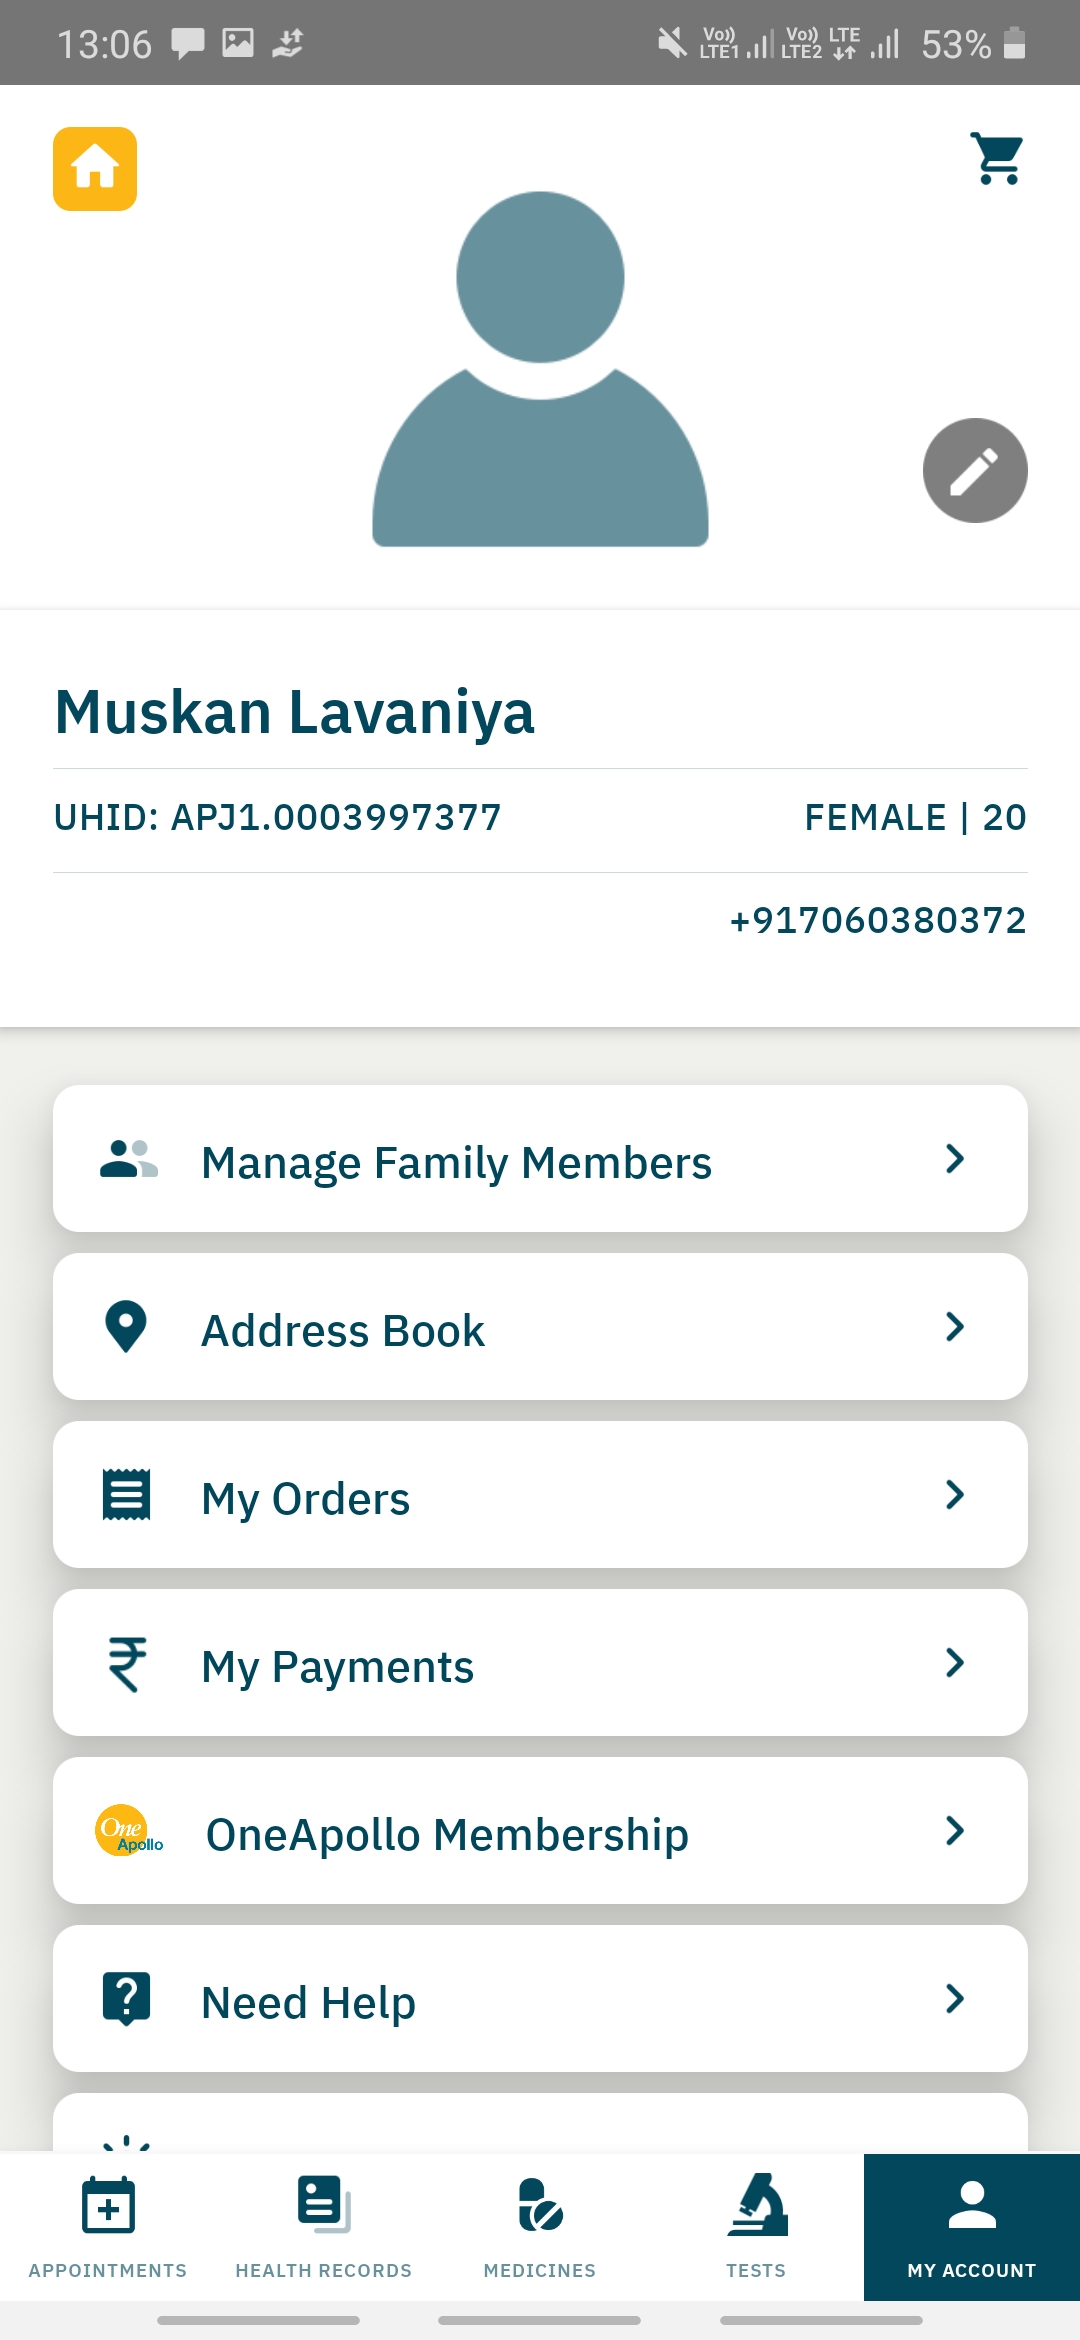 13:06 Vo)) LTE1 Vo)) LTE2 LTE 53%
Muskan Lavaniya
UHID: APJ1.0003997377 FEMALE | 20
+917060380372
Manage Family Members
Address Book
My Orders
₹ My Payments
One Apollo OneApollo Membership
? Need Help
APPOINTMENTS HEALTH RECORDS MEDICINES TESTS MY ACCOUNT